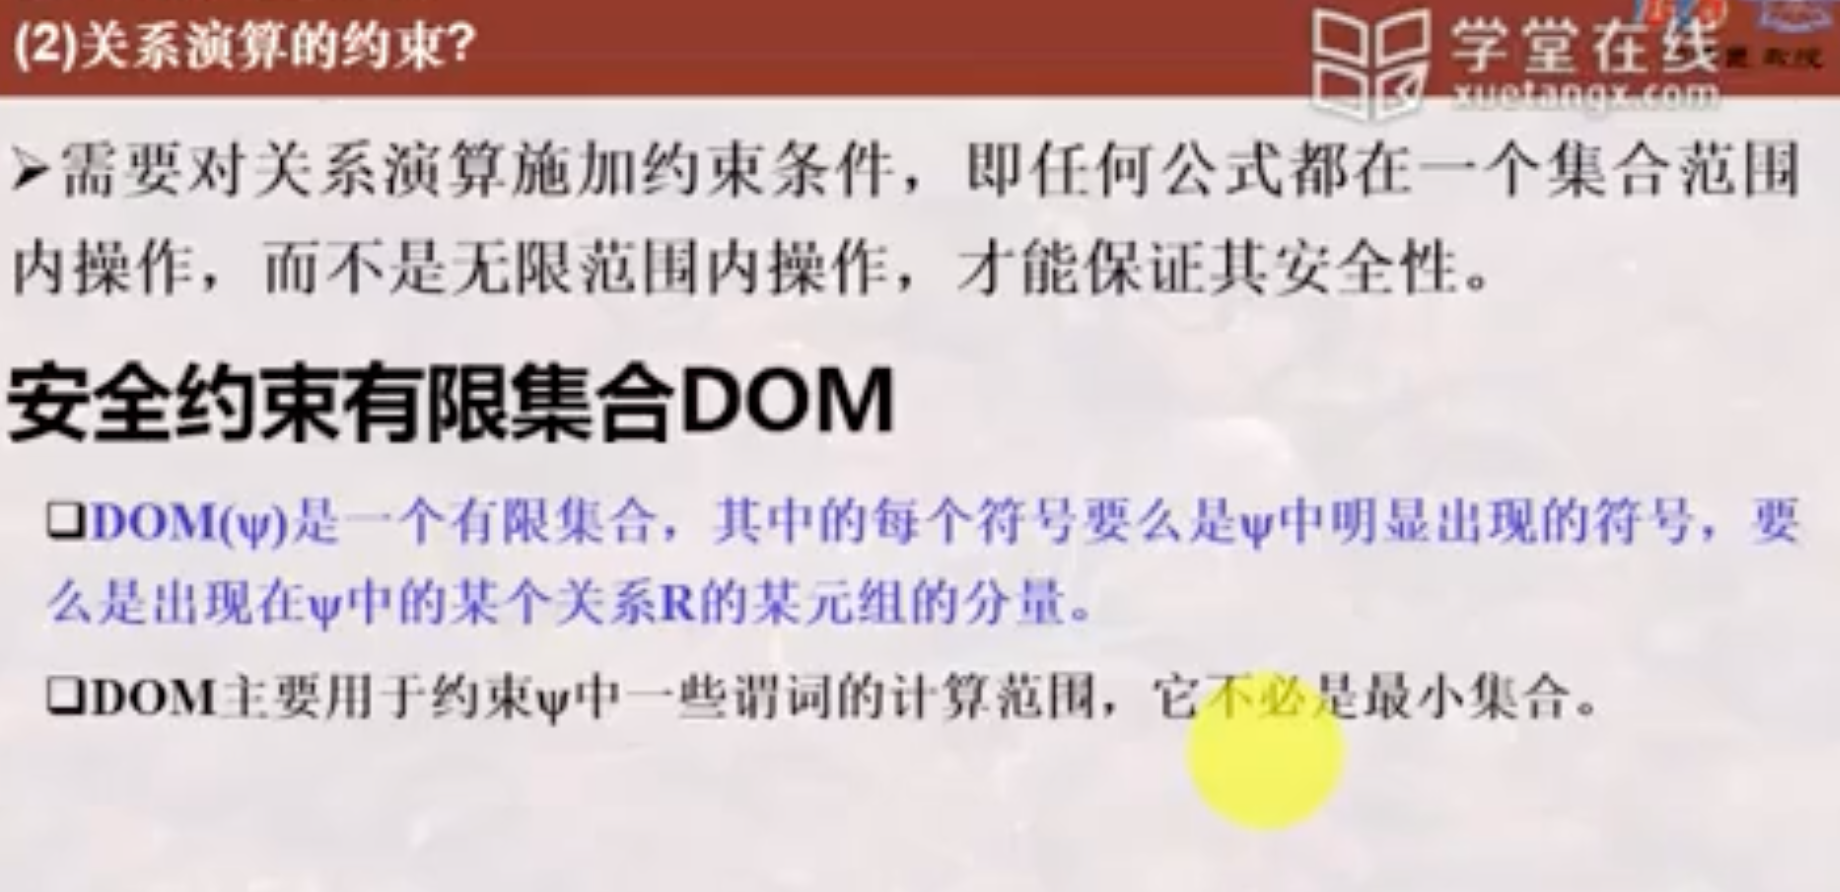 (2)关系演算的约束?
学堂在线
xuetangx.com
教授
➢需要对关系演算施加约束条件，即任何公式都在一个集合范围
内操作，而不是无限范围内操作，才能保证其安全性。
安全约束有限集合DOM
❑DOM(ψ)是一个有限集合，其中的每个符号要么是ψ中明显出现的符号，要
么是出现在ψ中的某个关系R的某元组的分量。
❑DOM主要用于约束ψ中一些谓词的计算范围，它不必是最小集合。